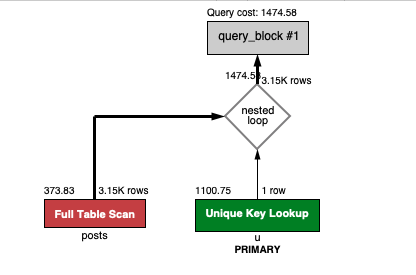 Query cost: 1474.58
query_block #1
1474.58 3.15K rows
nested
loop
373.83 3.15K rows
1100.75 1 row
Full Table Scan
Unique Key Lookup
posts
u
PRIMARY